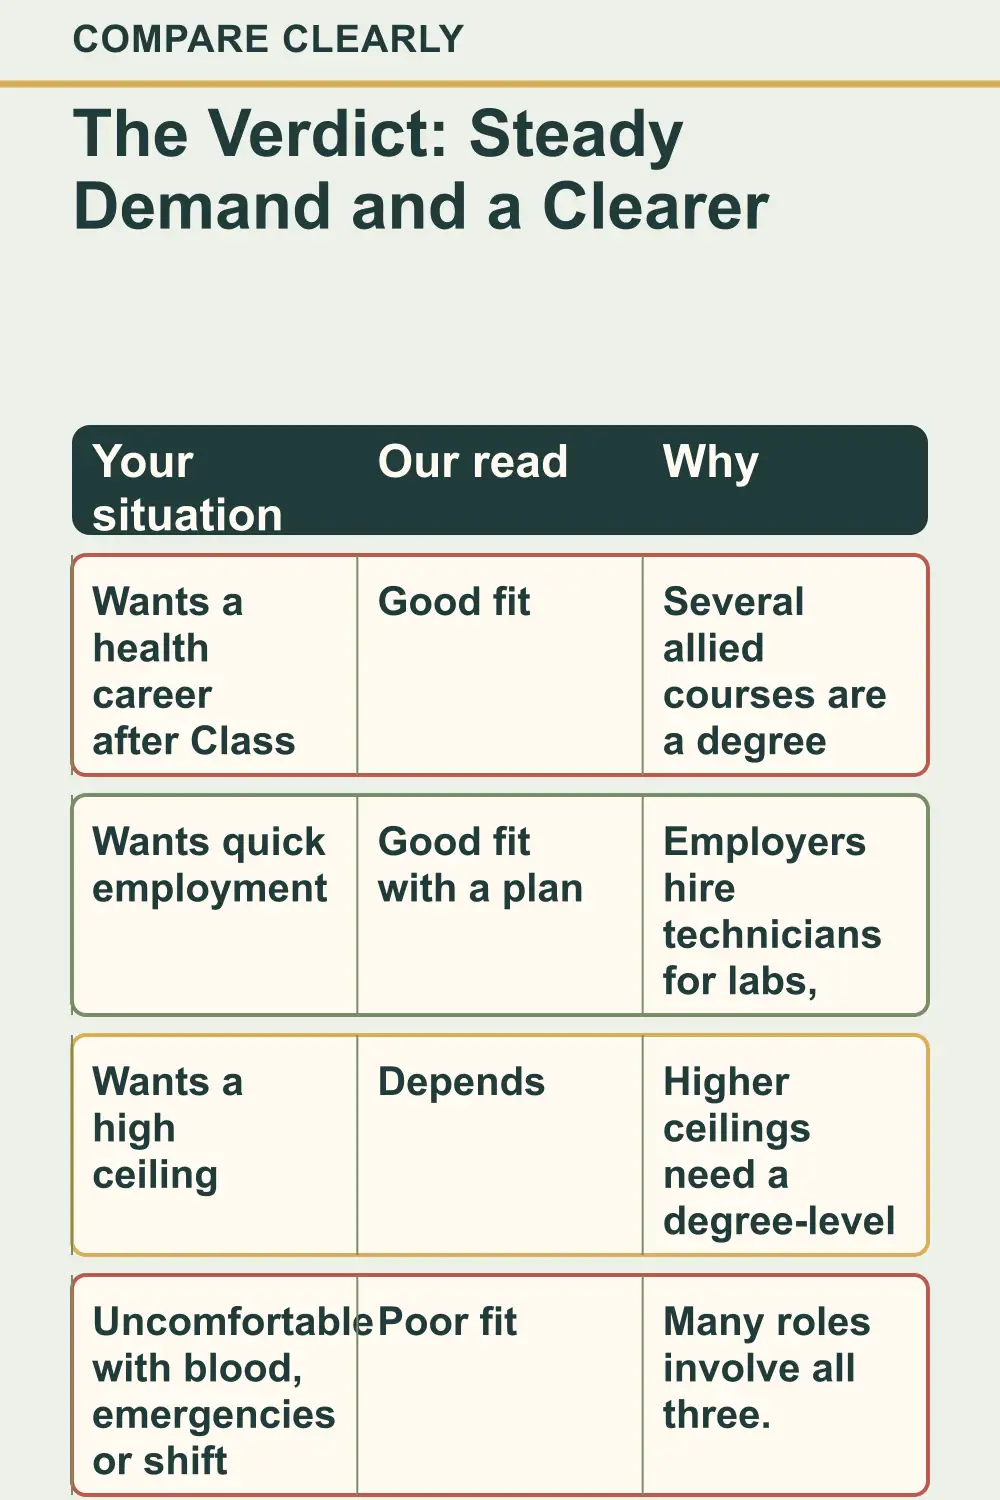 COMPARE CLEARLY
The Verdict: Steady
Demand and a Clearer
Your
situation
Our read
Why
Wants a
health
career
after Class
Good fit
Several
allied
courses are
a degree
Wants quick
employment
Good fit
with a plan
Employers
hire
technicians
for labs,
Wants a
high
ceiling
Depends
Higher
ceilings
need a
degree-level
Uncomfortable
with blood,
emergencies
or shift
Poor fit
Many roles
involve all
three.